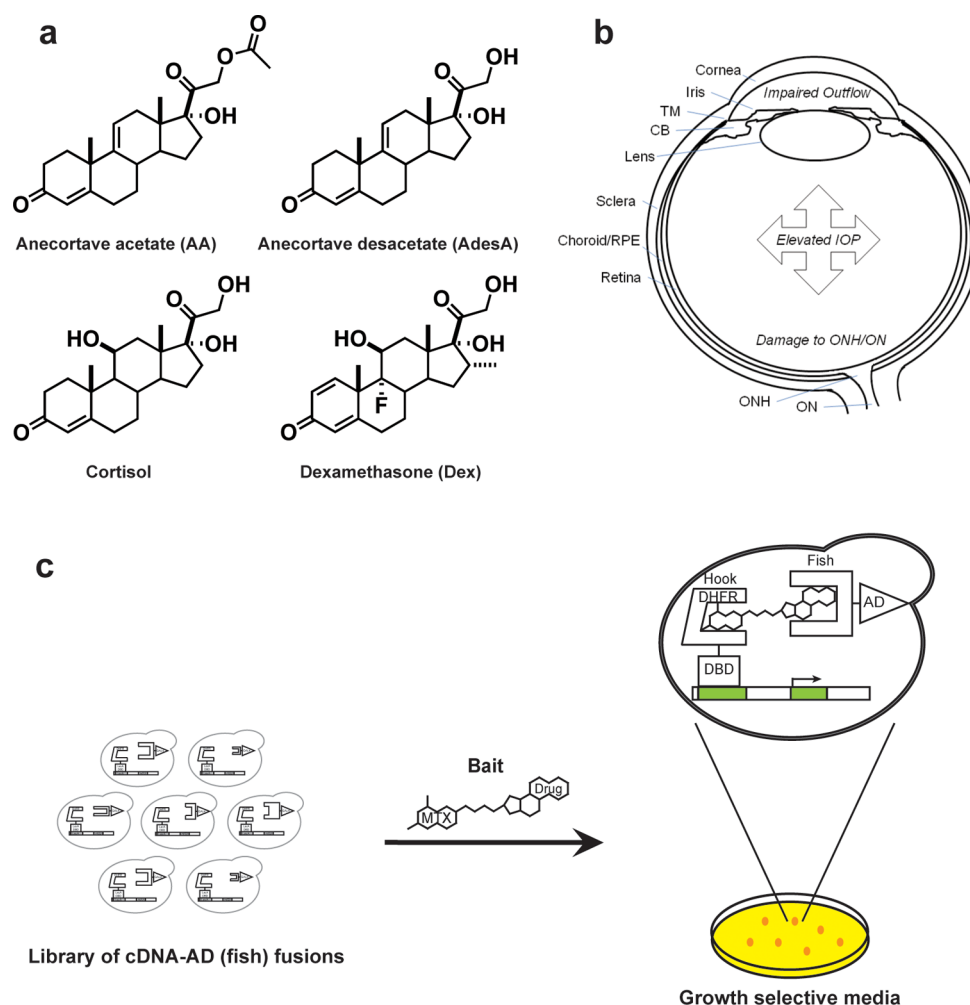 a
O
O
O
OH
O
Anecortave acetate (AA)
OH
O
OH
O
Anecortave desacetate (AdesA)
OH
O
HO
OH
O
Cortisol
OH
O
HO
OH
F
O
Dexamethasone (Dex)
b
Cornea
Iris
TM
CB
Lens
Sclera
Choroid/RPE
Retina
ONH
ON
Impaired Outflow
Elevated IOP
Damage to ONH/ON
c
Library of cDNA-AD (fish) fusions
Bait
MTX
Drug
Hook
DHFR
DBD
Fish
AD
Growth selective media